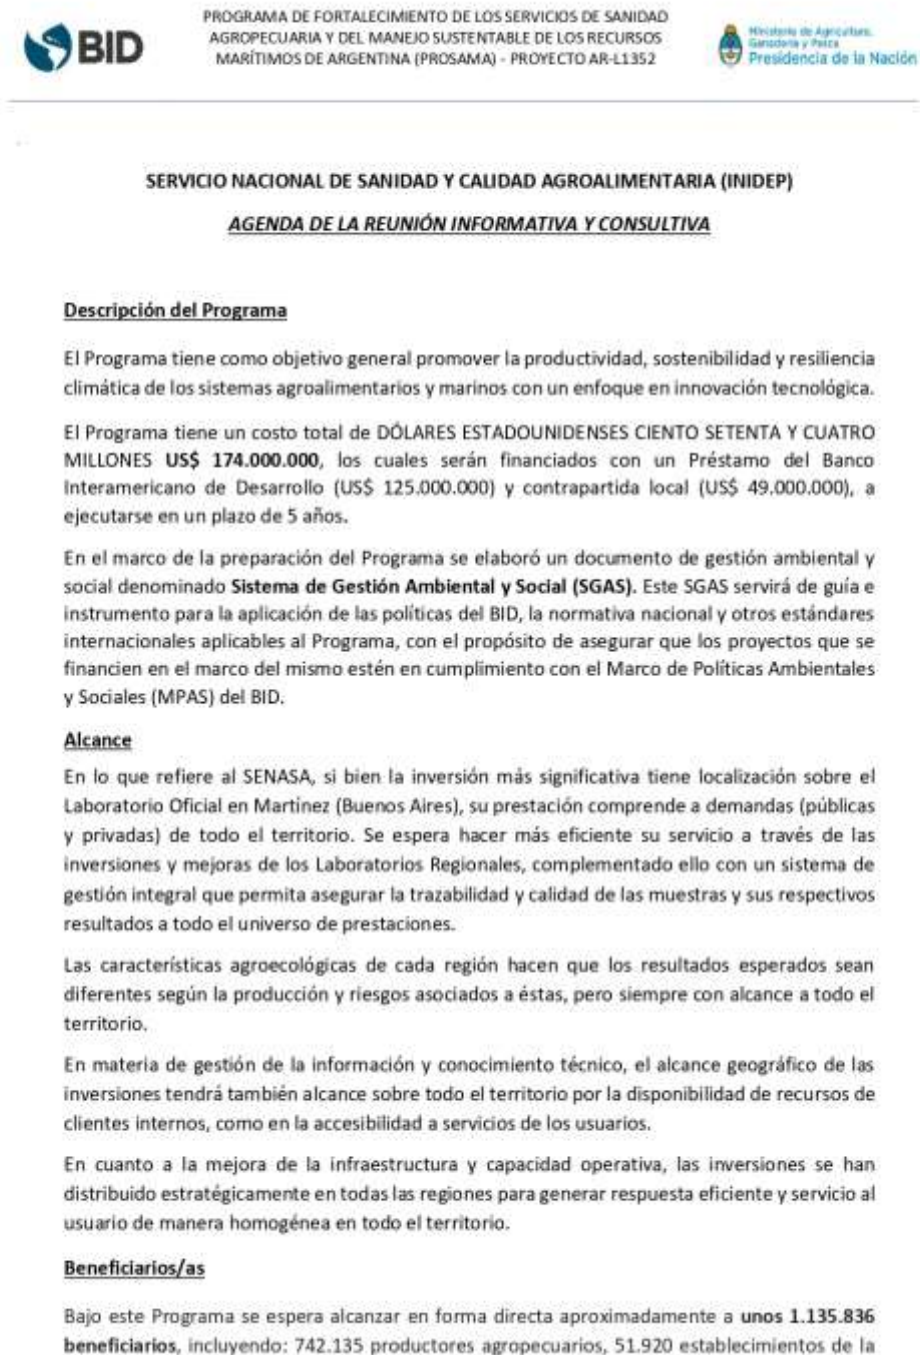 BID
PROGRAMA DE FORTALECIMIENTO DE LOS SERVICIOS DE SANIDAD
AGROPECUARIA Y DEL MANEJO SUSTENTABLE DE LOS RECURSOS
MARÍTIMOS DE ARGENTINA (PROSAMA) - PROYECTO AR-L1352
Ministerio de Agricultura,
Ganadería y Pesca
Presidencia de la Nación
SERVICIO NACIONAL DE SANIDAD Y CALIDAD AGROALIMENTARIA (INIDEP)
AGENDA DE LA REUNIÓN INFORMATIVA Y CONSULTIVA
Descripción del Programa
El Programa tiene como objetivo general promover la productividad, sostenibilidad y resiliencia
climática de los sistemas agroalimentarios y marinos con un enfoque en innovación tecnológica.
El Programa tiene un costo total de DÓLARES ESTADOUNIDENSES CIENTO SETENTA Y CUATRO
MILLONES US$ 174.000.000, los cuales serán financiados con un Préstamo del Banco
Interamericano de Desarrollo (US$ 125.000.000) y contrapartida local (US$ 49.000.000), a
ejecutarse en un plazo de 5 años.
En el marco de la preparación del Programa se elaboró un documento de gestión ambiental y
social denominado Sistema de Gestión Ambiental y Social (SGAS). Este SGAS servirá de guía e
instrumento para la aplicación de las políticas del BID, la normativa nacional y otros estándares
internacionales aplicables al Programa, con el propósito de asegurar que los proyectos que se
financien en el marco del mismo estén en cumplimiento con el Marco de Políticas Ambientales
y Sociales (MPAS) del BID.
Alcance
En lo que refiere al SENASA, si bien la inversión más significativa tiene localización sobre el
Laboratorio Oficial en Martínez (Buenos Aires), su prestación comprende a demandas (públicas
y privadas) de todo el territorio. Se espera hacer más eficiente su servicio a través de las
inversiones y mejoras de los Laboratorios Regionales, complementado ello con un sistema de
gestión integral que permita asegurar la trazabilidad y calidad de las muestras y sus respectivos
resultados a todo el universo de prestaciones.
Las características agroecológicas de cada región hacen que los resultados esperados sean
diferentes según la producción y riesgos asociados a éstas, pero siempre con alcance a todo el
territorio.
En materia de gestión de la información y conocimiento técnico, el alcance geográfico de las
inversiones tendrá también alcance sobre todo el territorio por la disponibilidad de recursos de
clientes internos, como en la accesibilidad a servicios de los usuarios.
En cuanto a la mejora de la infraestructura y capacidad operativa, las inversiones se han
distribuido estratégicamente en todas las regiones para generar respuesta eficiente y servicio al
usuario de manera homogénea en todo el territorio.
Beneficiarios/as
Bajo este Programa se espera alcanzar en forma directa aproximadamente a unos 1.135.836
beneficiarios, incluyendo: 742.135 productores agropecuarios, 51.920 establecimientos de la